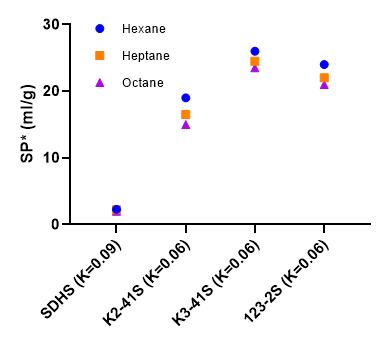 30
20
10
0
SP* (ml/g)
Hexane
Heptane
Octane
SDHS (K=0.09)
K2-41S (K=0.06)
K3-41S (K=0.06)
123-2S (K=0.06)